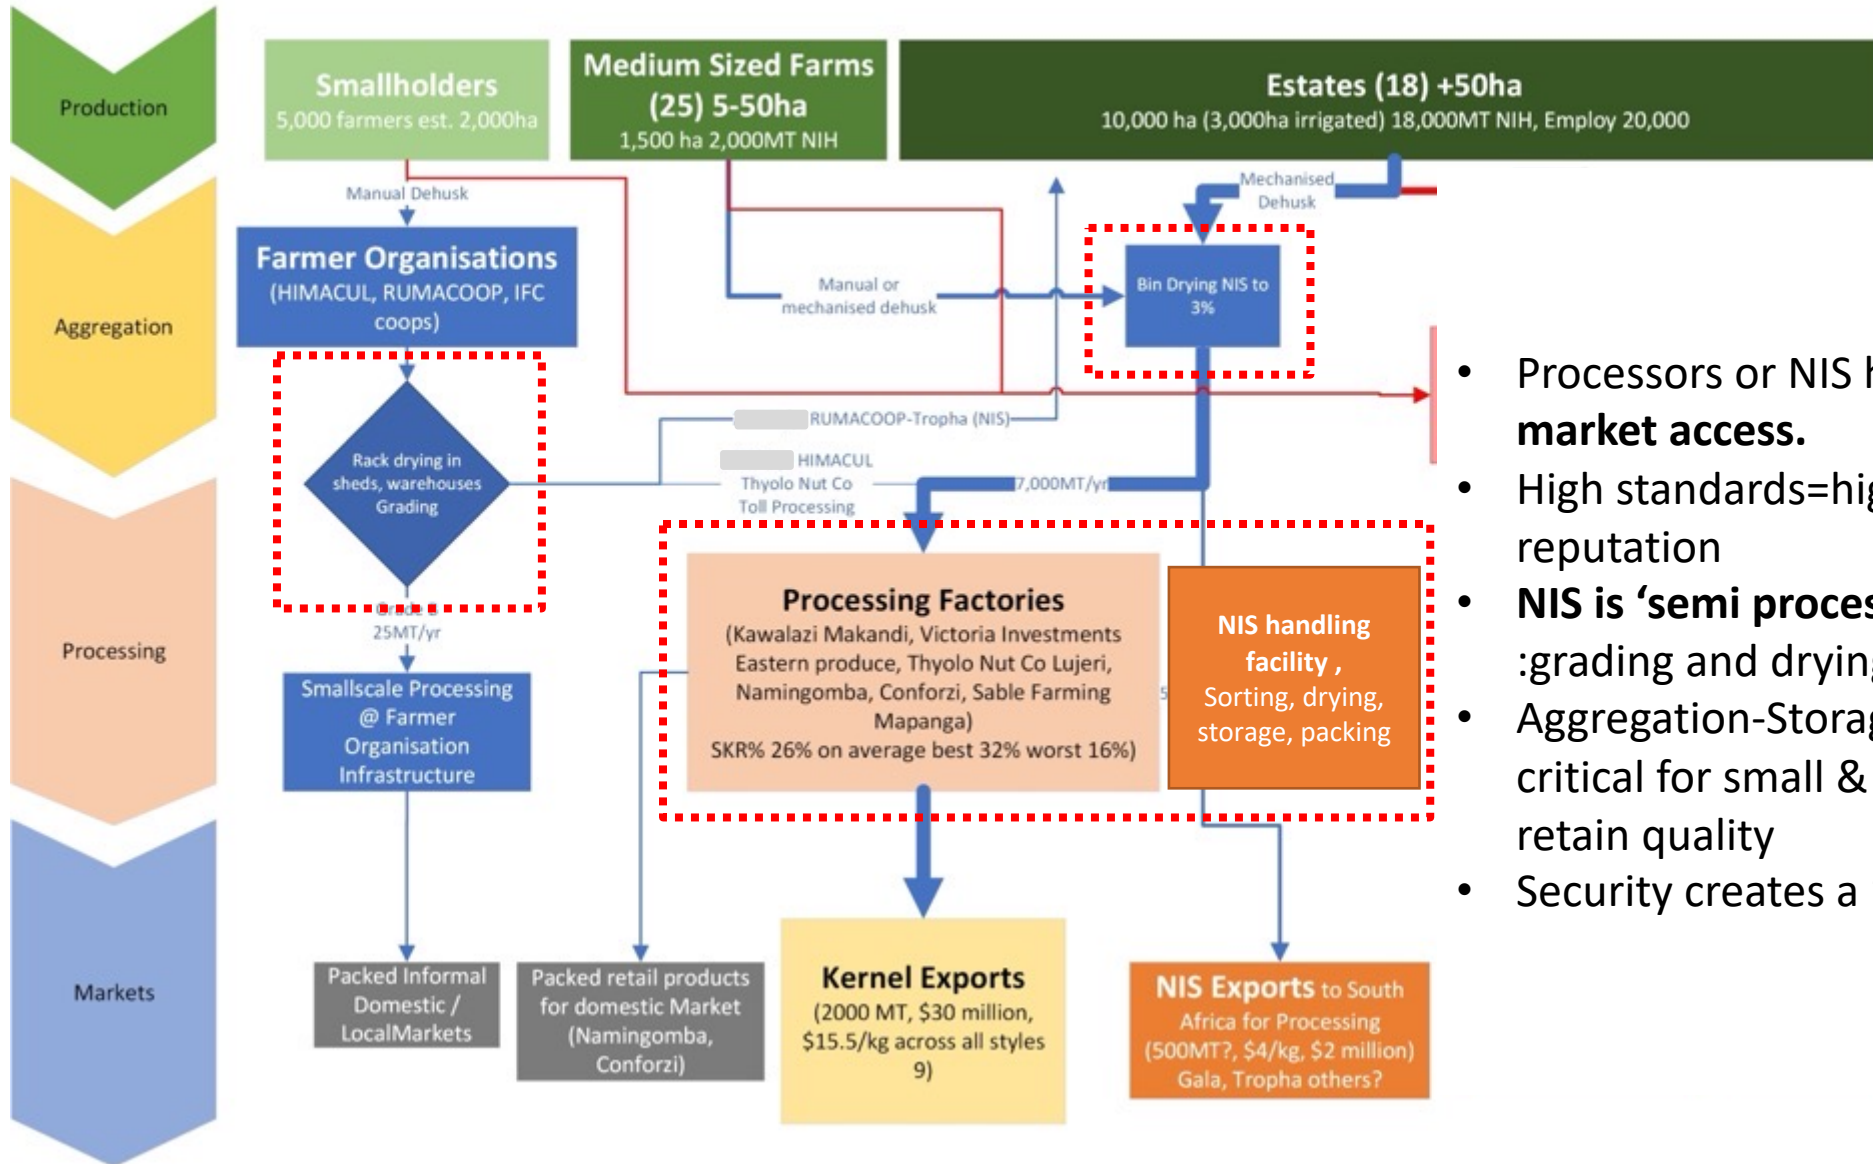 Production
Smallholders
5,000 farmers est. 2,000ha
Medium Sized Farms
(25) 5-50ha
1,500 ha 2,000MT NIH
Estates (18) +50ha
10,000 ha (3,000ha irrigated) 18,000MT NIH, Employ 20,000
Manual Dehusk
Mechanised
Dehusk
Aggregation
Farmer Organisations
(HIMACUL, RUMACOOP, IFC
coops)
Manual or
mechanised dehusk
Bin Drying NIS to
3%
Rack drying in
sheds, warehouses
Grading
RUMACOOP-Tropha (NIS)
HIMACUL
Thyolo Nut Co
Toll Processing
7,000MT/yr
25MT/yr
Processing
Smallscale Processing
@ Farmer
Organisation
Infrastructure
Processing Factories
(Kawalazi Makandi, Victoria Investments
Eastern produce, Thyolo Nut Co Lujeri,
Namingomba, Conforzi, Sable Farming
Mapanga)
SKR% 26% on average best 32% worst 16%)
5
NIS handling
facility ,
Sorting, drying,
storage, packing
Markets
Packed Informal
Domestic /
LocalMarkets
Packed retail products
for domestic Market
(Namingomba,
Conforzi)
Kernel Exports
(2000 MT, $30 million,
$15.5/kg across all styles
9)
NIS Exports to South
Africa for Processing
(500MT?, $4/kg, $2 million)
Gala, Tropha others?
• Processors or NIS
market access.
• High standards=hig
reputation
• NIS is ‘semi proces
:grading and drying
• Aggregation-Storag
critical for small &
retain quality
• Security creates a